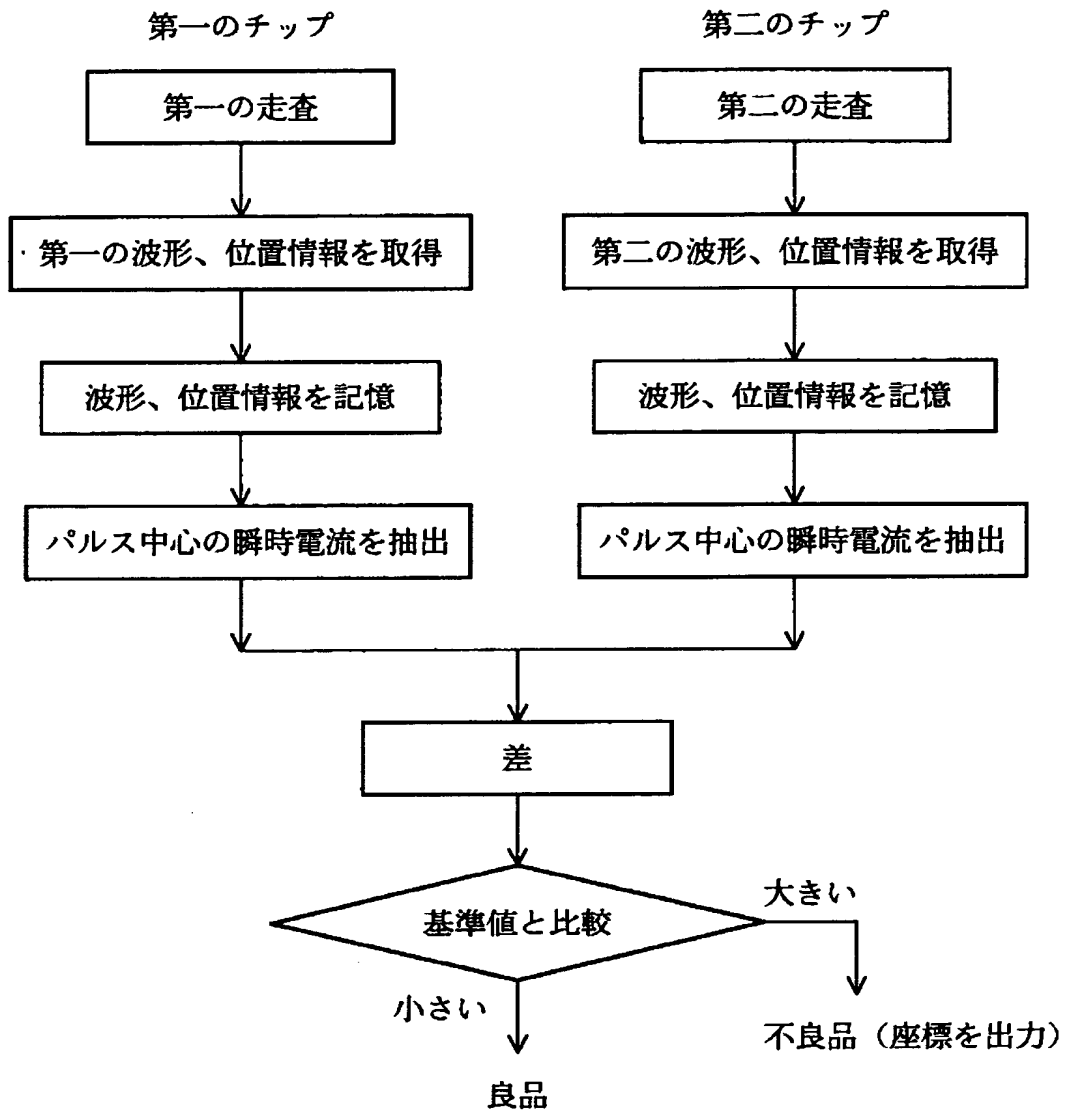 第一のチップ
第一の走査
第一の波形、位置情報を取得
波形、位置情報を記憶
パルス中心の瞬時電流を抽出
第二のチップ
第二の走査
第二の波形、位置情報を取得
波形、位置情報を記憶
パルス中心の瞬時電流を抽出
差
基準値と比較
大きい
不良品（座標を出力）
小さい
良品